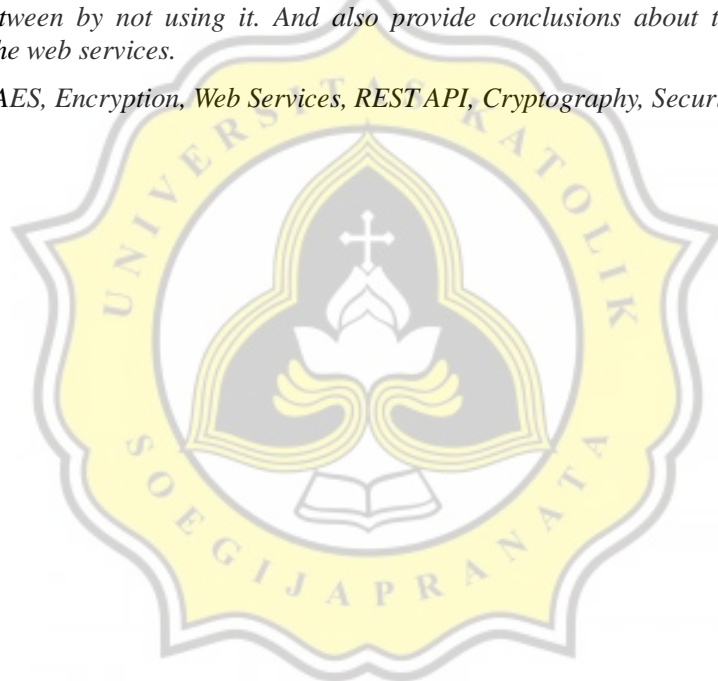 tween by not using it. And also provide conclusions about t
he web services.
AES, Encryption, Web Services, REST API, Cryptography, Securi
UNIVERSITAS KATOLIK
SOEGIJAPRANATA